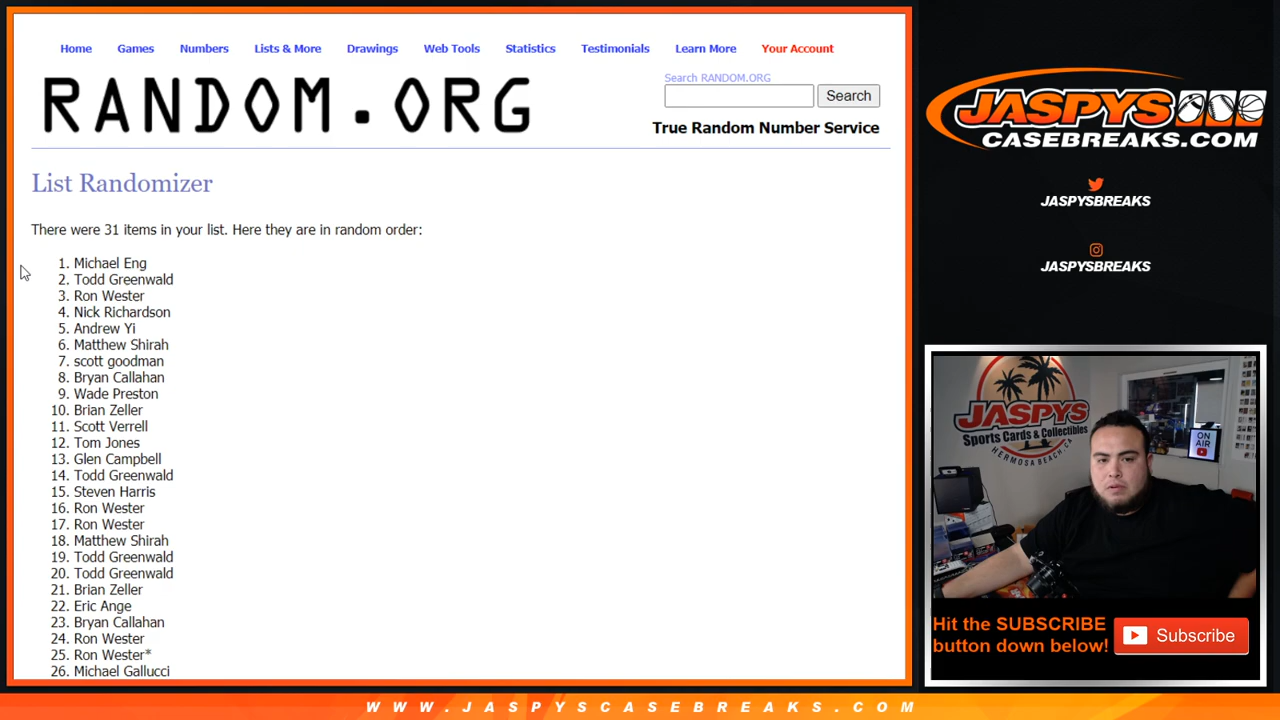 Home Games Numbers Lists & More Drawings Web Tools Statistics Testimonials Learn More Your Account
RANDOM.ORG
Search RANDOM.ORG
Search
True Random Number Service
List Randomizer
There were 31 items in your list. Here they are in random order:
1. Michael Eng
2. Todd Greenwald
3. Ron Wester
4. Nick Richardson
5. Andrew Yi
6. Matthew Shirah
7. scott goodman
8. Bryan Callahan
9. Wade Preston
10. Brian Zeller
11. Scott Verrell
12. Tom Jones
13. Glen Campbell
14. Todd Greenwald
15. Steven Harris
16. Ron Wester
17. Ron Wester
18. Matthew Shirah
19. Todd Greenwald
20. Todd Greenwald
21. Brian Zeller
22. Eric Ange
23. Bryan Callahan
24. Ron Wester
25. Ron Wester*
26. Michael Gallucci
JASPYS
CASEBREAKS.COM
JASPYSBREAKS
JASPYSBREAKS
JASPYS
Sports Cards & Collectibles
HERMOSA BEACH, CA
ON
AIR
Hit the SUBSCRIBE
button down below!
Subscribe
WWW.JASPYSCASEBREAKS.COM